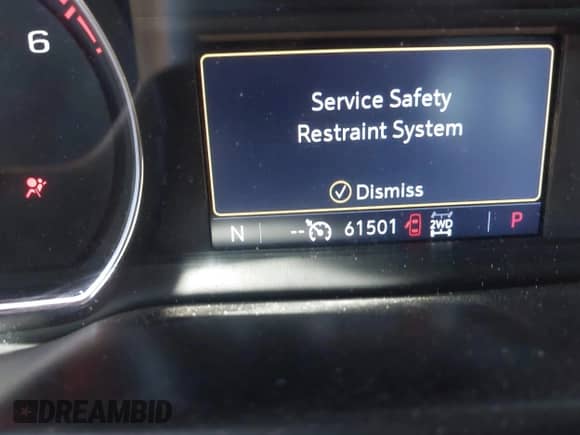 6
Service Safety
Restraint System
Dismiss
N -- 61501 2WD P
DREAMBID